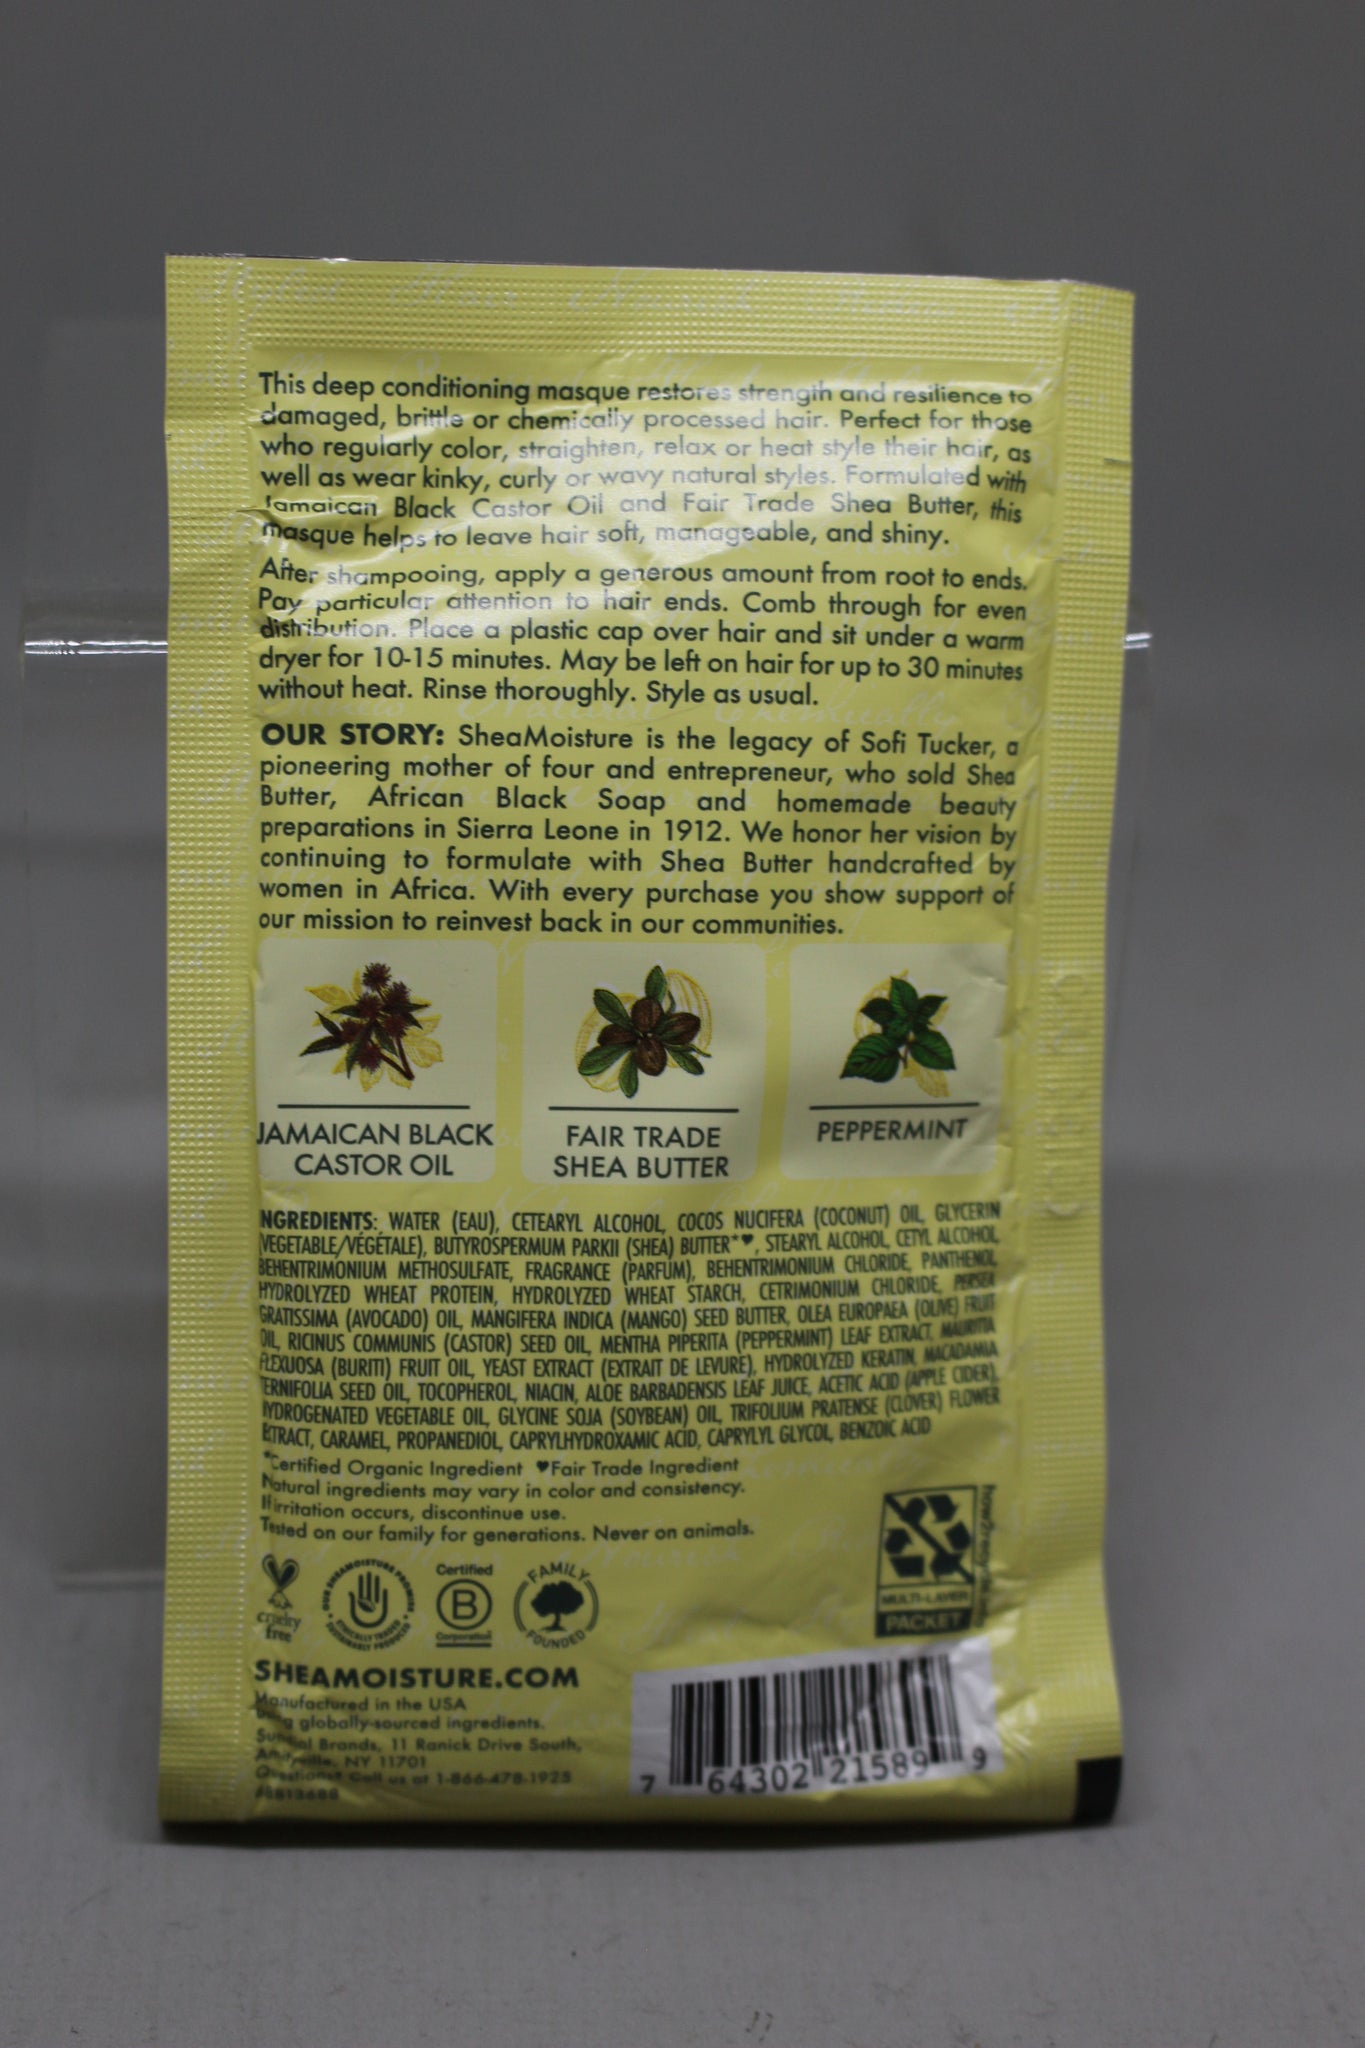 This deep conditioning masque restores strength and resilience to
damaged, brittle or chemically processed hair. Perfect for those
who regularly color, straighten, relax or heat style their hair, as
well as wear kinky, curly or wavy natural styles. Formulated with
Jamaican Black Castor Oil and Fair Trade Shea Butter, this
masque helps to leave hair soft, manageable, and shiny.
After shampooing, apply a generous amount from root to ends.
Pay particular attention to hair ends. Comb through for even
distribution. Place a plastic cap over hair and sit under a warm
dryer for 10-15 minutes. May be left on hair for up to 30 minutes
without heat. Rinse thoroughly. Style as usual.
OUR STORY: SheaMoisture is the legacy of Sofi Tucker, a
pioneering mother of four and entrepreneur, who sold Shea
Butter, African Black Soap and homemade beauty
preparations in Sierra Leone in 1912. We honor her vision by
continuing to formulate with Shea Butter handcrafted by
women in Africa. With every purchase you show support of
our mission to reinvest back in our communities.
JAMAICAN BLACK
CASTOR OIL
FAIR TRADE
SHEA BUTTER
PEPPERMINT
NGREDIENTS: WATER (EAU), CETEARYL ALCOHOL, COCOS NUCIFERA (COCONUT) OIL, GLYCERIN
(VEGETABLE/VÉGÉTALE), BUTYROSPERMUM PARKII (SHEA) BUTTER*♥, STEARYL ALCOHOL, CETYL ALCOHOL,
BEHENTRIMONIUM METHOSULFATE, FRAGRANCE (PARFUM), BEHENTRIMONIUM CHLORIDE, PANTHENOL,
HYDROLYZED WHEAT PROTEIN, HYDROLYZED WHEAT STARCH, CETRIMONIUM CHLORIDE, PERSEA
GRATISSIMA (AVOCADO) OIL, MANGIFERA INDICA (MANGO) SEED BUTTER, OLEA EUROPAEA (OLIVE) FRUIT
OIL, RICINUS COMMUNIS (CASTOR) SEED OIL, MENTHA PIPERITA (PEPPERMINT) LEAF EXTRACT, MAURITIA
FLEXUOSA (BURITI) FRUIT OIL, YEAST EXTRACT (EXTRAIT DE LEVURE), HYDROLYZED KERATIN, MACADAMIA
TERNIFOLIA SEED OIL, TOCOPHEROL, NIACIN, ALOE BARBADENSIS LEAF JUICE, ACETIC ACID (APPLE CIDER),
HYDROGENATED VEGETABLE OIL, GLYCINE SOJA (SOYBEAN) OIL, TRIFOLIUM PRATENSE (CLOVER) FLOWER
EXTRACT, CARAMEL, PROPANEDIOL, CAPRYLHYDROXAMIC ACID, CAPRYLYL GLYCOL, BENZOIC ACID
*Certified Organic Ingredient ♥Fair Trade Ingredient
Natural ingredients may vary in color and consistency.
If irritation occurs, discontinue use.
Tested on our family for generations. Never on animals.
how2recycle.info
MULTI-LAYER
PACKET
cruelty
free
OUR SHEAMOISTURE PROMISE
ETHICALLY TRADED
SUSTAINABLY PRODUCED
Certified
B
Corporation
FAMILY
FOUNDED
SHEAMOISTURE.COM
Manufactured in the USA
using globally-sourced ingredients.
Sundial Brands, 11 Ranick Drive South,
Amityville, NY 11701
Questions? Call us at 1-866-478-1925
7 64302 21589 9